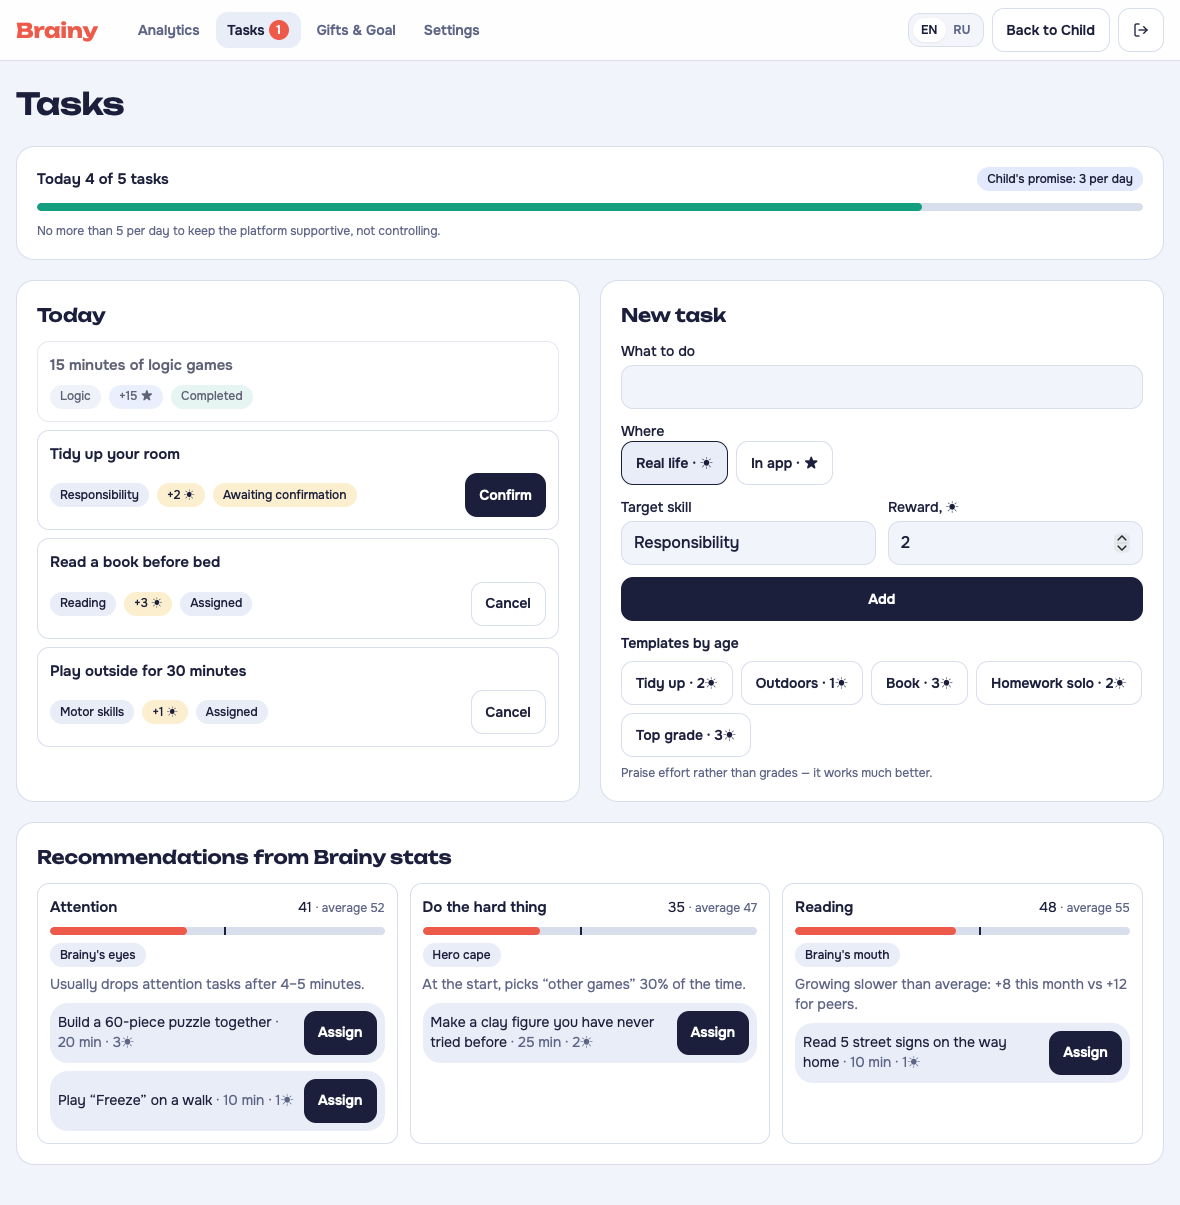 Brainy
Analytics
Tasks 1
Gifts & Goal
Settings
EN RU
Back to Child
Tasks
Today 4 of 5 tasks
Child's promise: 3 per day
No more than 5 per day to keep the platform supportive, not controlling.
Today
15 minutes of logic games
Logic +15 ★ Completed
Tidy up your room
Responsibility +2 ☀ Awaiting confirmation
Confirm
Read a book before bed
Reading +3 ☀ Assigned
Cancel
Play outside for 30 minutes
Motor skills +1 ☀ Assigned
Cancel
New task
What to do
Where
Real life · ☀ In app · ★
Target skill
Responsibility
Reward, ☀
2
Add
Templates by age
Tidy up · 2☀ Outdoors · 1☀ Book · 3☀ Homework solo · 2☀
Top grade · 3☀
Praise effort rather than grades — it works much better.
Recommendations from Brainy stats
Attention 41 · average 52
Brainy's eyes
Usually drops attention tasks after 4–5 minutes.
Build a 60-piece puzzle together ·
20 min · 3☀
Assign
Play “Freeze” on a walk · 10 min · 1☀
Assign
Do the hard thing 35 · average 47
Hero cape
At the start, picks “other games” 30% of the time.
Make a clay figure you have never
tried before · 25 min · 2☀
Assign
Reading 48 · average 55
Brainy's mouth
Growing slower than average: +8 this month vs +12
for peers.
Read 5 street signs on the way
home · 10 min · 1☀
Assign